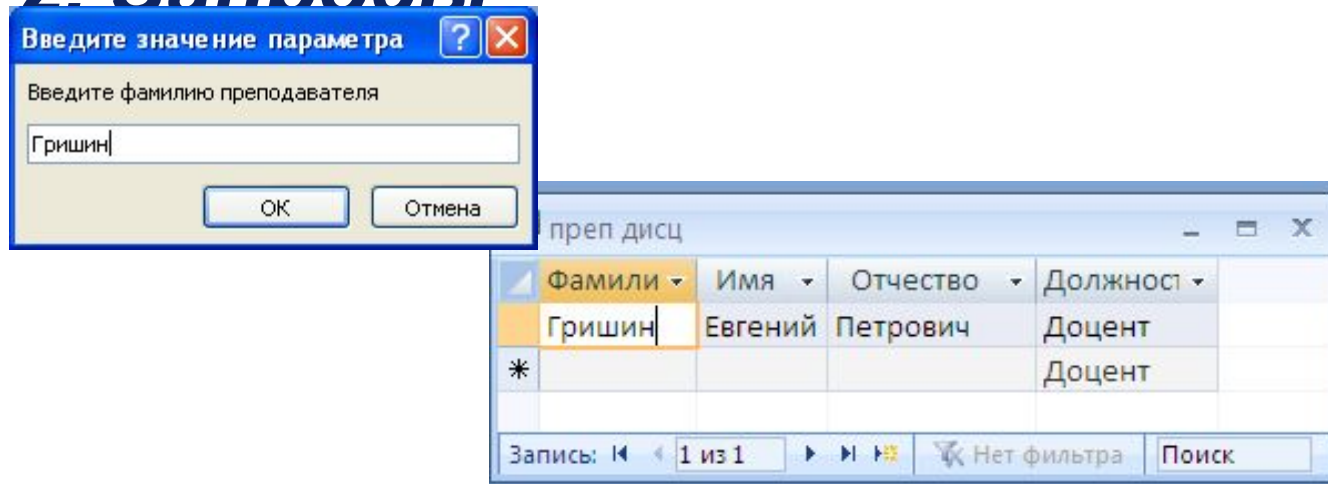 Введите значение параметра
Введите фамилию преподавателя
Гришин
ОК Отмена
преп дисц
Фамили Имя Отчество Должност
Гришин Евгений Петрович Доцент
* Доцент
Запись: 1 из 1 Нет фильтра Поиск